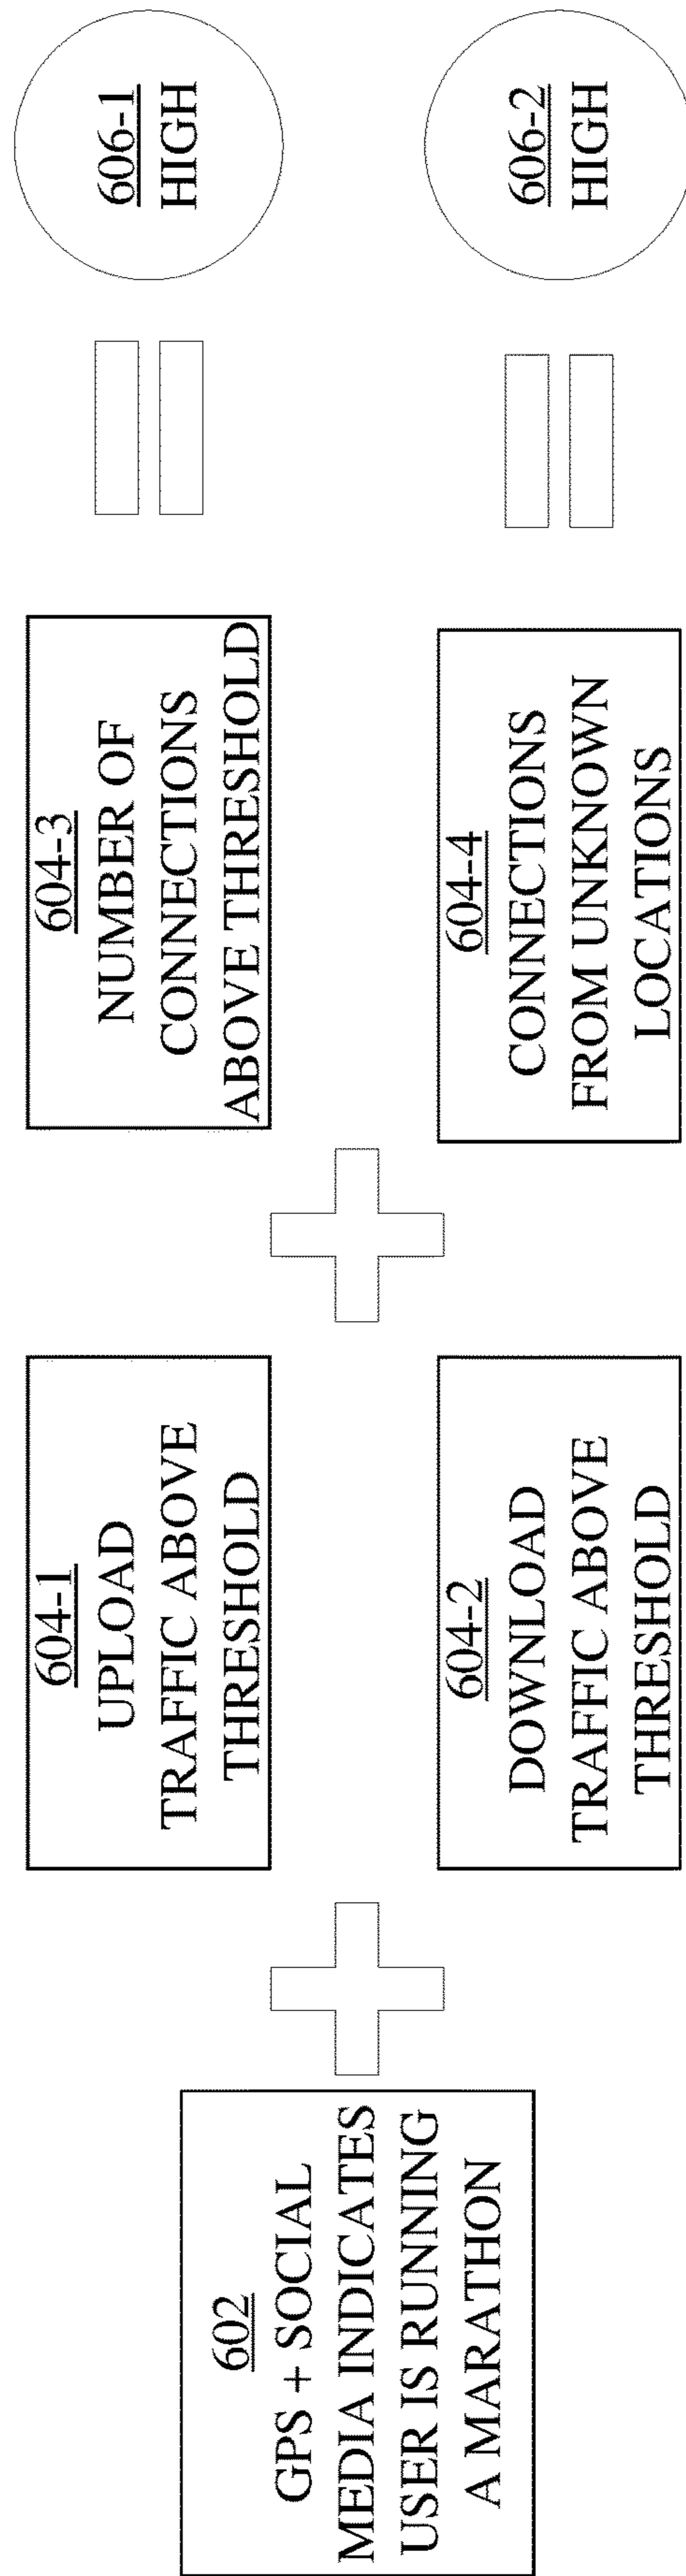 602
GPS + SOCIAL
MEDIA INDICATES
USER IS RUNNING
A MARATHON
604-1
UPLOAD
TRAFFIC ABOVE
THRESHOLD
604-2
DOWNLOAD
TRAFFIC ABOVE
THRESHOLD
604-3
NUMBER OF
CONNECTIONS
ABOVE THRESHOLD
604-4
CONNECTIONS
FROM UNKNOWN
LOCATIONS
606-1
HIGH
606-2
HIGH